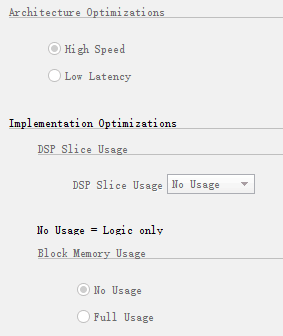 Architecture Optimizations
High Speed
Low Latency
Implementation Optimizations
DSP Slice Usage
DSP Slice Usage No Usage
No Usage = Logic only
Block Memory Usage
No Usage
Full Usage